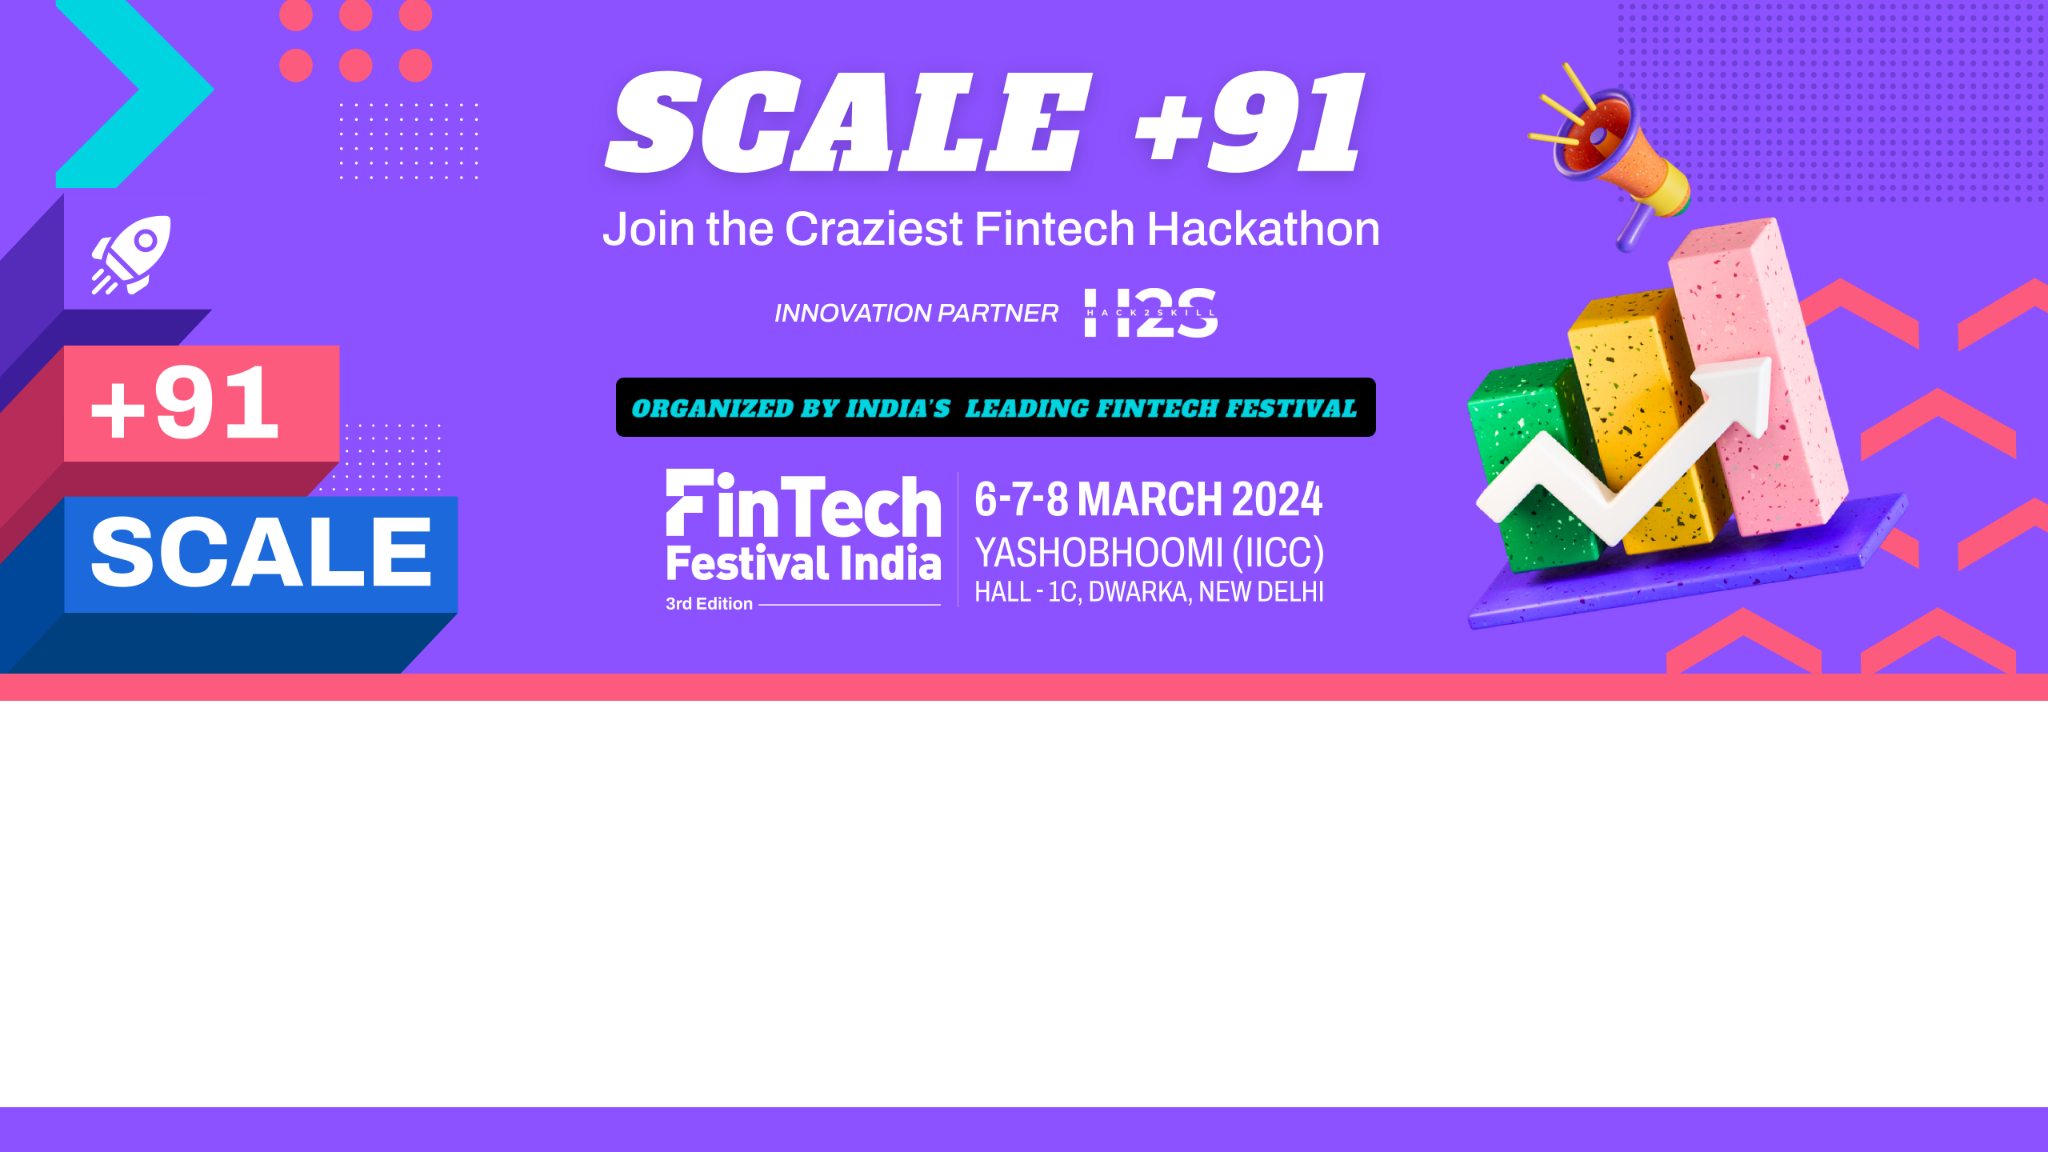 SCALE +91
Join the Craziest Fintech Hackathon
INNOVATION PARTNER H2S
HACK2SKILL
+91
SCALE
ORGANIZED BY INDIA'S LEADING FINTECH FESTIVAL
FinTech
Festival India
3rd Edition
6-7-8 MARCH 2024
YASHOBHOOMI (IICC)
HALL - 1C, DWARKA, NEW DELHI